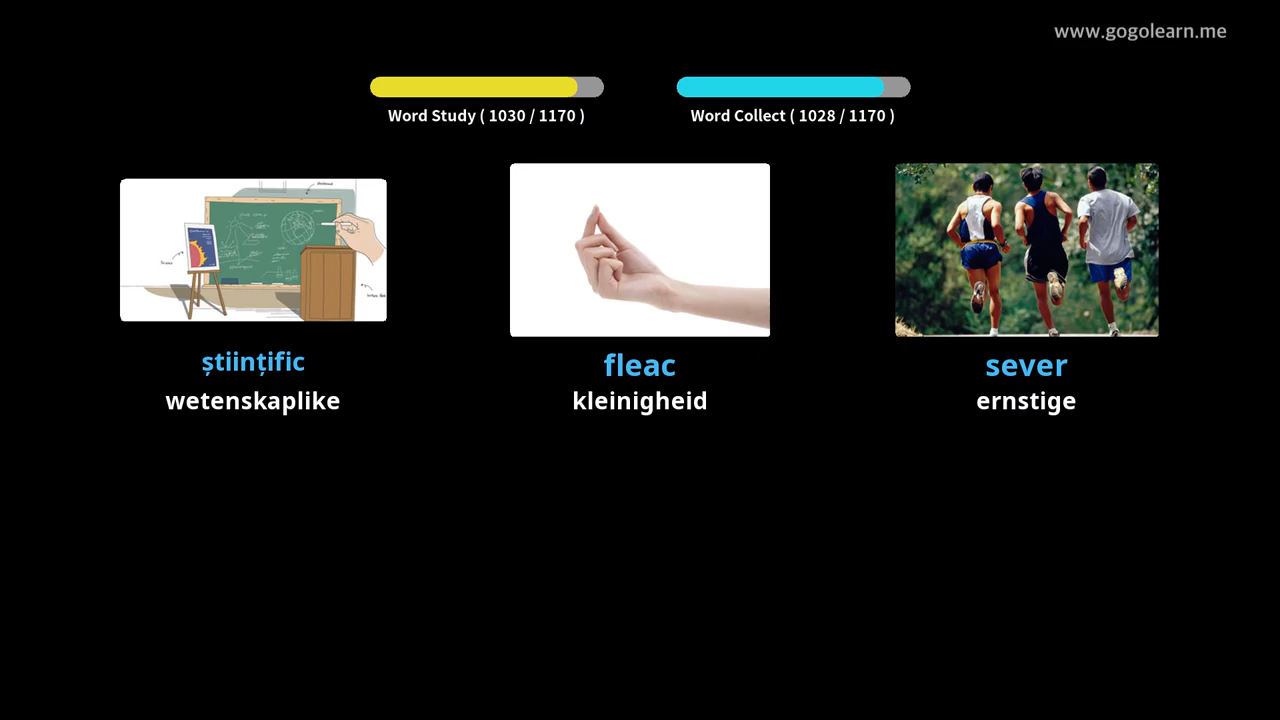 www.gogolearn.me
Word Study ( 1030 / 1170 )
Word Collect ( 1028 / 1170 )
științific
fleac
sever
wetenskaplike
kleinigheid
ernstige